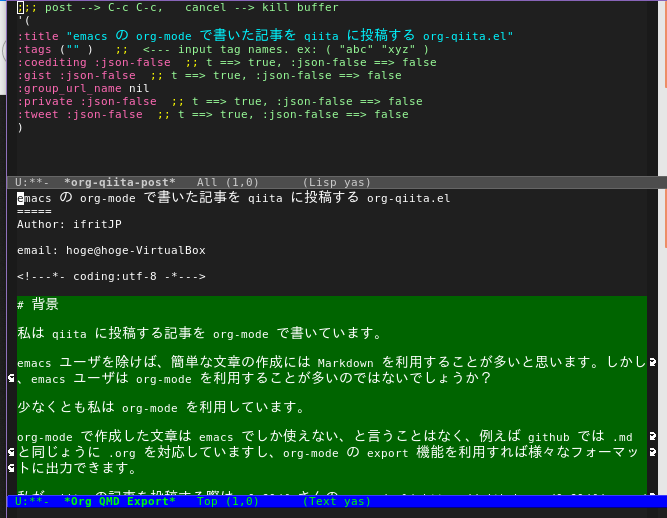 ;;; post --> C-c C-c,   cancel --> kill buffer
'(
:title "emacs の org-mode で書いた記事を qiita に投稿する org-qiita.el"
:tags ("" )   ;;  <--- input tag names. ex: ( "abc" "xyz" )
:coediting :json-false  ;; t ==> true, :json-false ==> false
:gist :json-false  ;; t ==> true, :json-false ==> false
:group_url_name nil
:private :json-false  ;; t ==> true, :json-false ==> false
:tweet :json-false  ;; t ==> true, :json-false ==> false
)
U:**-  *org-qiita-post*   All (1,0)      (Lisp yas)
emacs の org-mode で書いた記事を qiita に投稿する org-qiita.el
=====
Author: ifritJP
email: hoge@hoge-VirtualBox
<!---*- coding:utf-8 -*--->
# 背景
私は qiita に投稿する記事を org-mode で書いています。
emacs ユーザを除けば、簡単な文章の作成には Markdown を利用することが多いと思います。しかし
、emacs ユーザは org-mode を利用することが多いのではないでしょうか？
少なくとも私は org-mode を利用しています。
org-mode で作成した文章は emacs でしか使えない、と言うことはなく、例えば github では .md
と同じように .org を対応していますし、org-mode の export 機能を利用すれば様々なフォーマッ
トに出力できます。
U:**-  *Org QMD Export*   Top (1,0)      (Text yas)